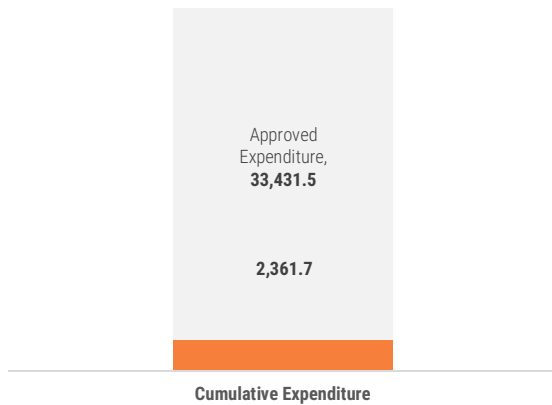 Approved
Expenditure,
33,431.5
2,361.7
Cumulative Expenditure